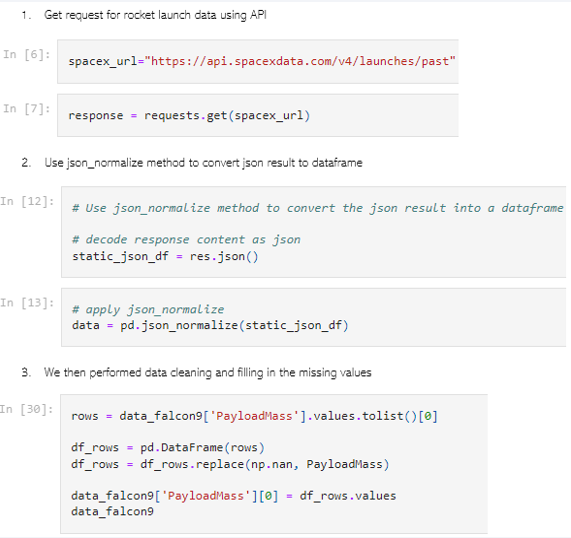 1. Get request for rocket launch data using API
In [6]: spacex_url="https://api.spacexdata.com/v4/launches/past"
In [7]: response = requests.get(spacex_url)
2. Use json_normalize method to convert json result to dataframe
In [12]: # Use json_normalize method to convert the json result into a dataframe
# decode response content as json
static_json_df = res.json()
In [13]: # apply json_normalize
data = pd.json_normalize(static_json_df)
3. We then performed data cleaning and filling in the missing values
In [30]: rows = data_falcon9['PayloadMass'].values.tolist()[0]
df_rows = pd.DataFrame(rows)
df_rows = df_rows.replace(np.nan, PayloadMass)
data_falcon9['PayloadMass'][0] = df_rows.values
data_falcon9